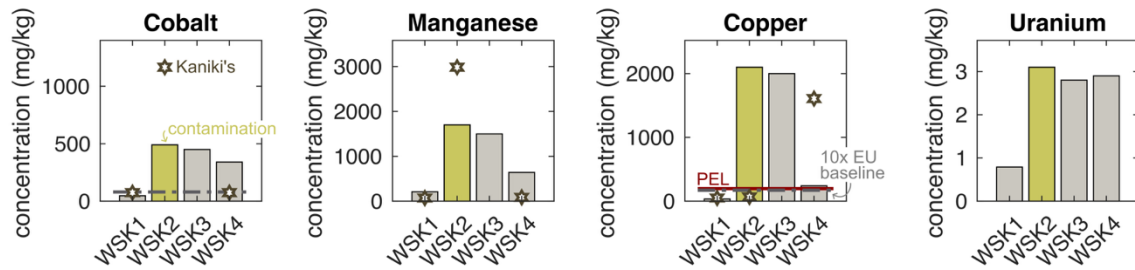 Cobalt
concentration (mg/kg)
1000
500
0
Kaniki's
contamination
WSK1
WSK2
WSK3
WSK4
Manganese
concentration (mg/kg)
3000
2000
1000
0
WSK1
WSK2
WSK3
WSK4
Copper
concentration (mg/kg)
2000
1000
0
PEL
10x EU
baseline
WSK1
WSK2
WSK3
WSK4
Uranium
concentration (mg/kg)
3
2
1
0
WSK1
WSK2
WSK3
WSK4